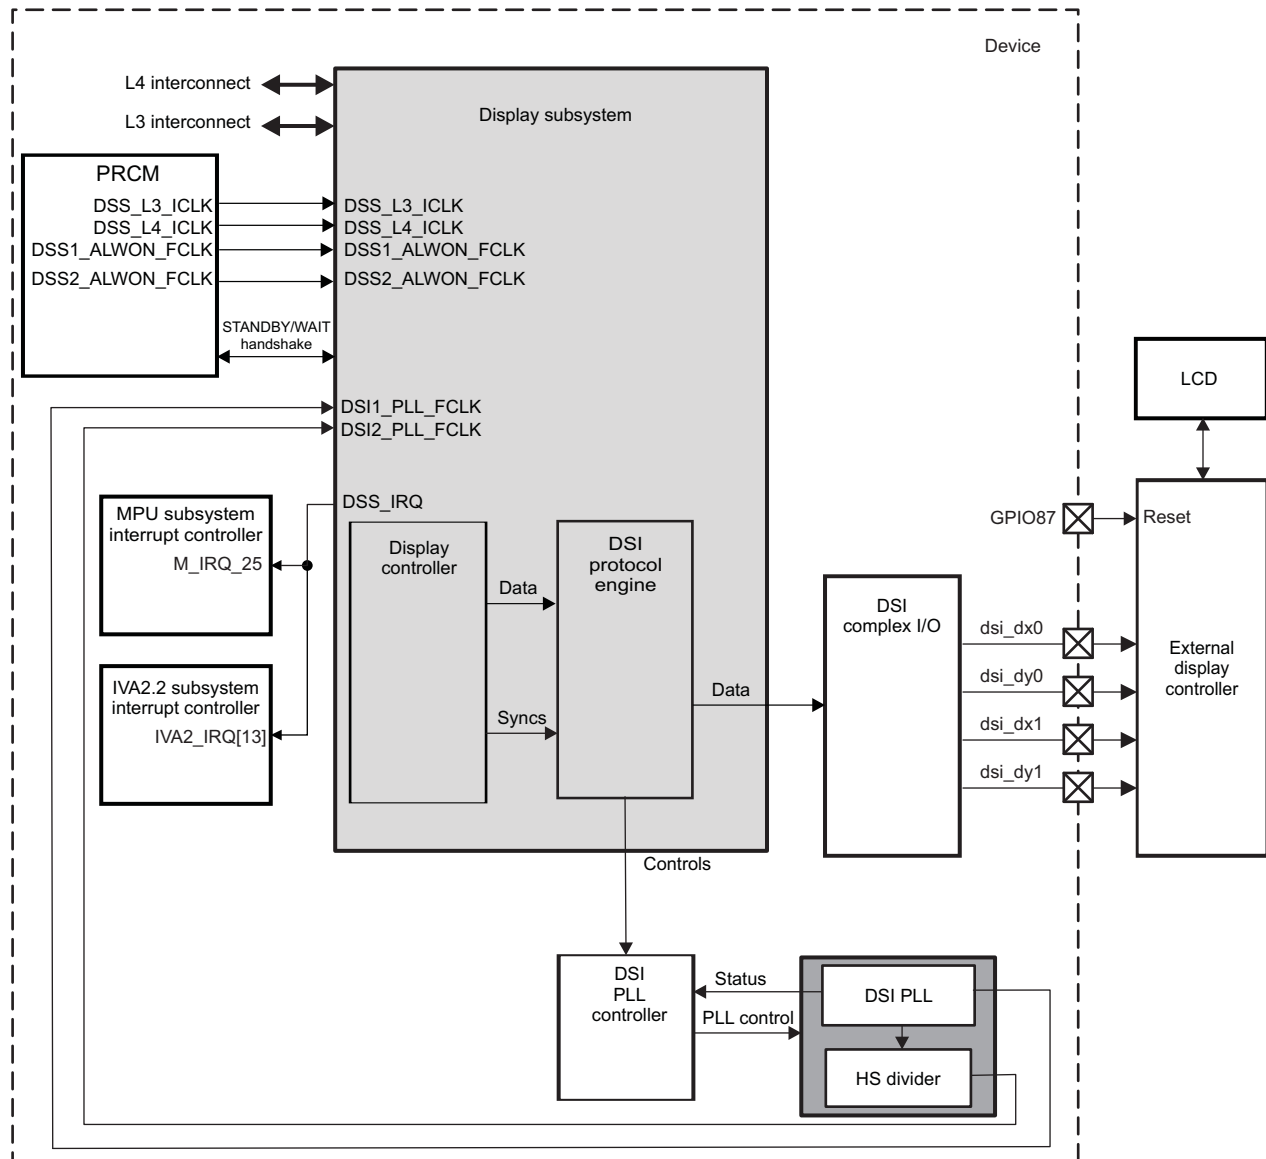 Device
L4 interconnect
L3 interconnect
Display subsystem
PRCM
DSS_L3_ICLK
DSS_L4_ICLK
DSS1_ALWON_FCLK
DSS2_ALWON_FCLK
DSS_L3_ICLK
DSS_L4_ICLK
DSS1_ALWON_FCLK
DSS2_ALWON_FCLK
STANDBY/WAIT
handshake
DSI1_PLL_FCLK
DSI2_PLL_FCLK
DSS_IRQ
MPU subsystem
interrupt controller
M_IRQ_25
IVA2.2 subsystem
interrupt controller
IVA2_IRQ[13]
Display
controller
Data
Syncs
DSI
protocol
engine
Data
DSI
complex I/O
GPIO87
dsi_dx0
dsi_dy0
dsi_dx1
dsi_dy1
LCD
Reset
External
display
controller
Controls
DSI
PLL
controller
Status
PLL control
DSI PLL
HS divider